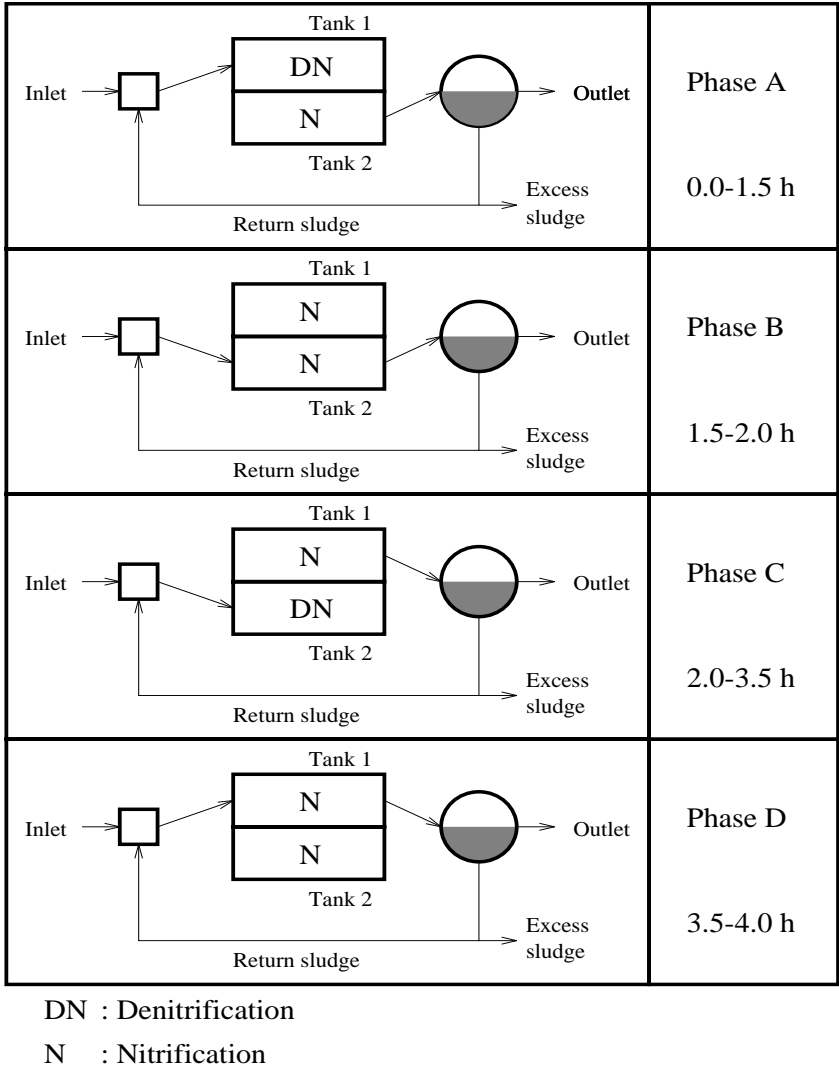 Tank 1
DN
Inlet
Outlet
N
Tank 2
Excess
sludge
Return sludge
Phase A
0.0-1.5 h
Tank 1
N
Inlet
Outlet
N
Tank 2
Excess
sludge
Return sludge
Phase B
1.5-2.0 h
Tank 1
N
Inlet
Outlet
DN
Tank 2
Excess
sludge
Return sludge
Phase C
2.0-3.5 h
Tank 1
N
Inlet
Outlet
N
Tank 2
Excess
sludge
Return sludge
Phase D
3.5-4.0 h
DN : Denitrification
N : Nitrification